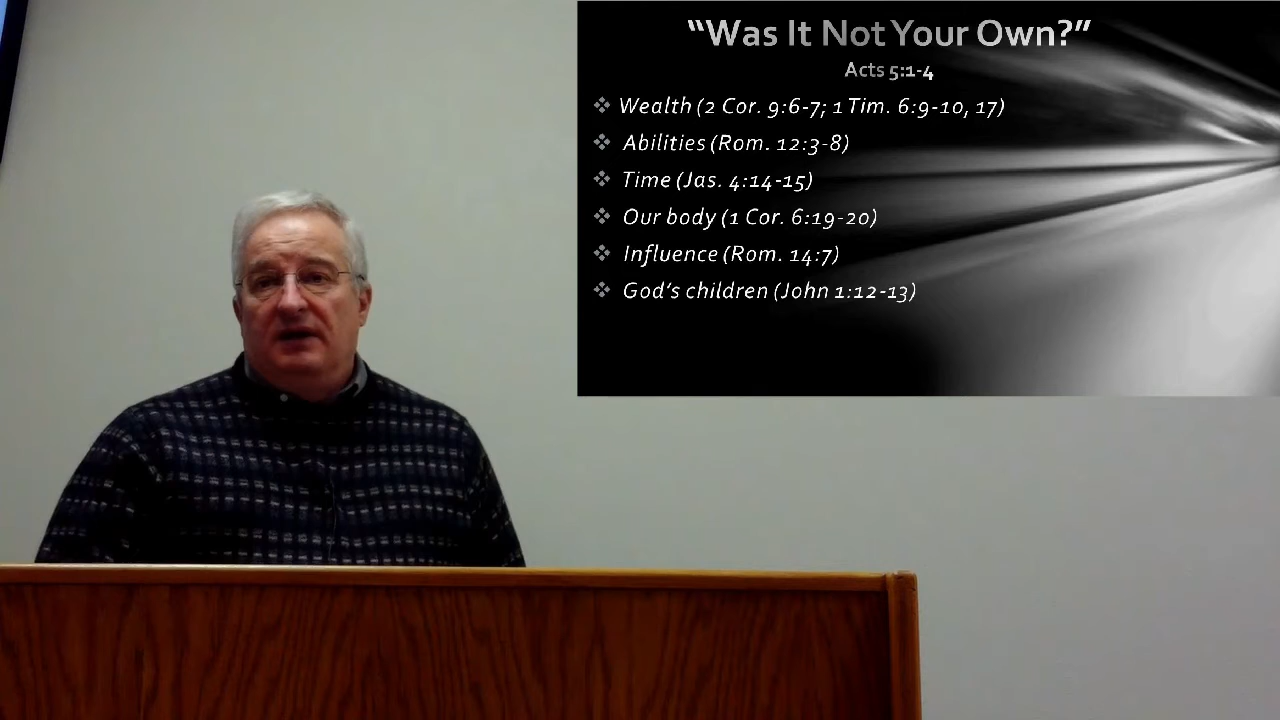 “Was It Not Your Own?”
Acts 5:1-4
Wealth (2 Cor. 9:6-7; 1 Tim. 6:9-10, 17)
Abilities (Rom. 12:3-8)
Time (Jas. 4:14-15)
Our body (1 Cor. 6:19-20)
Influence (Rom. 14:7)
God’s children (John 1:12-13)